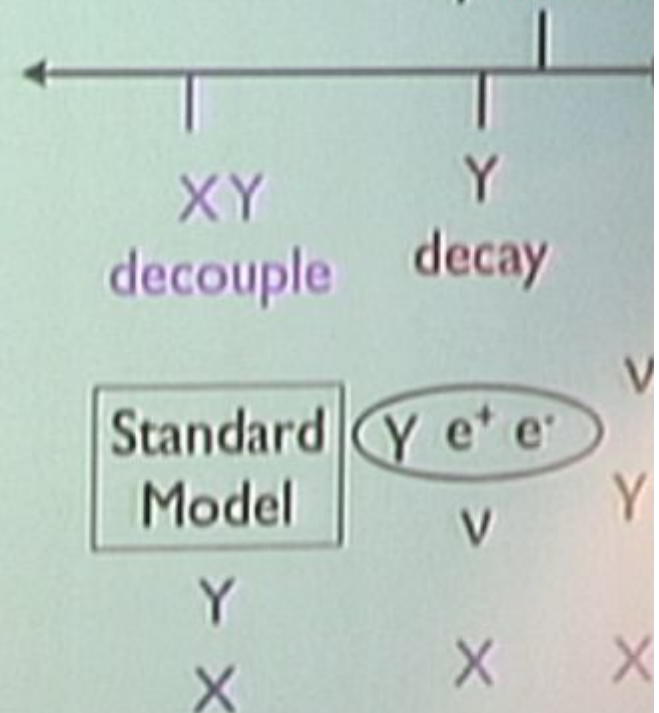 XY
decouple
Y
decay
Standard
Model
γ e⁺ e⁻
ν
Y
X
X
ν
γ
X